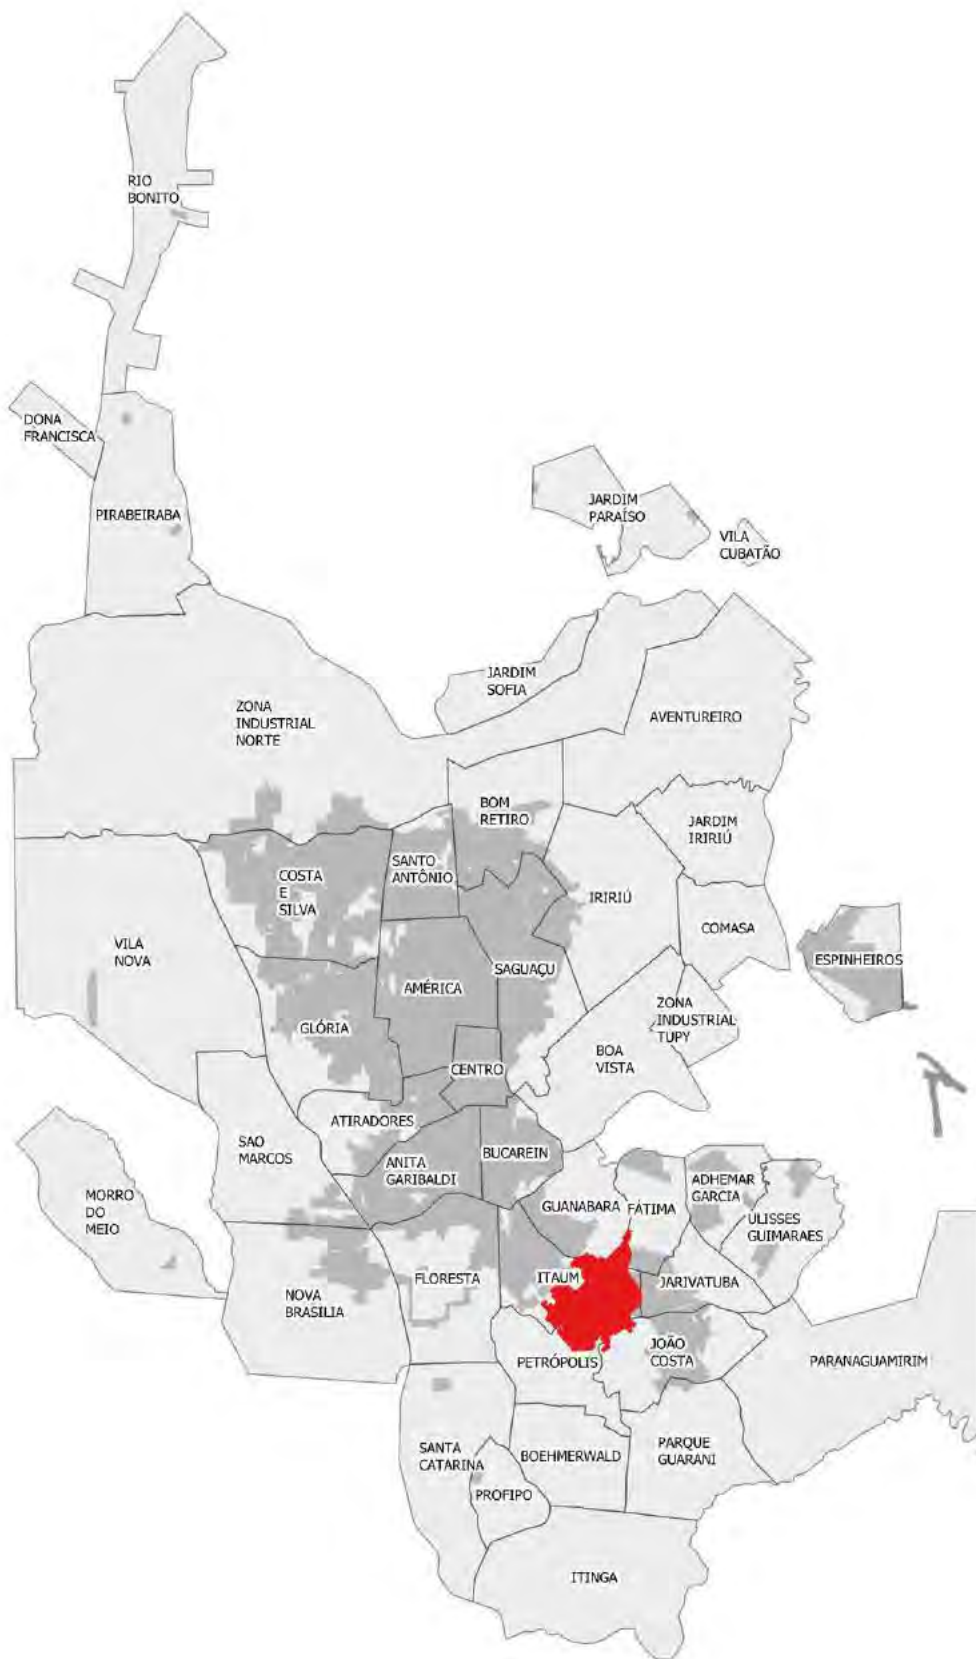 RIO
BONITO
DONA
FRANCISCA
PIRABEIRABA
JARDIM
PARAÍSO
VILA
CUBATÃO
JARDIM
SOFIA
ZONA
INDUSTRIAL
NORTE
AVENTUREIRO
BOM
RETIRO
JARDIM
IRIRIÚ
SANTO
ANTÔNIO
COSTA
E
SILVA
IRIRIÚ
COMASA
VILA
NOVA
ESPINHEIROS
SAGUAÇU
AMÉRICA
ZONA
INDUSTRIAL
TUPY
GLÓRIA
BOA
VISTA
CENTRO
ATIRADORES
SAO
MARCOS
BUCAREIN
ANITA
GARIBALDI
ADHEMAR
GARCIA
MORRO
DO
MEIO
GUANABARA
FÁTIMA
ULISSES
GUIMARAES
FLORESTA
ITAUM
JARIVATUBA
NOVA
BRASILIA
JOÃO
COSTA
PETRÓPOLIS
PARANAGUAMIRIM
SANTA
CATARINA
BOEHMERWALD
PARQUE
GUARANI
PROFIPO
ITINGA